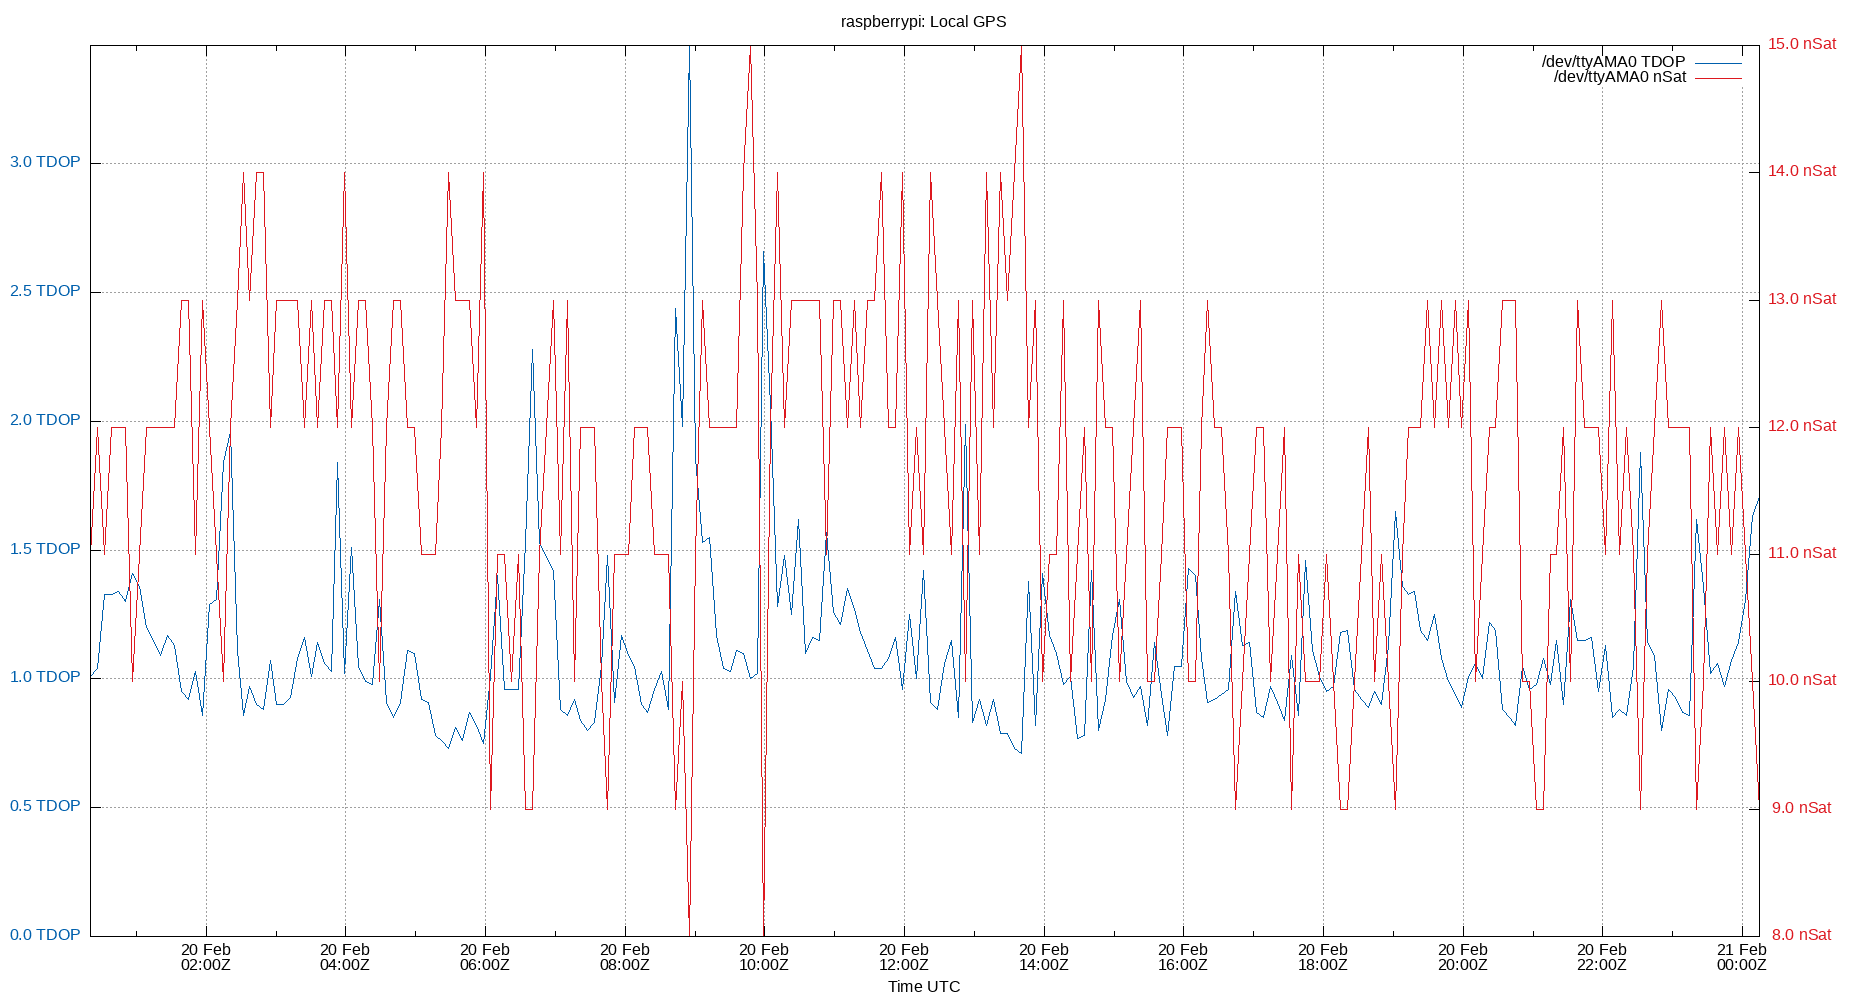 raspberrypi: Local GPS
15.0 nSat
/dev/ttyAMA0 TDOP
/dev/ttyAMA0 nSat
3.0 TDOP
14.0 nSat
2.5 TDOP
13.0 nSat
2.0 TDOP
12.0 nSat
1.5 TDOP
11.0 nSat
1.0 TDOP
10.0 nSat
0.5 TDOP
9.0 nSat
0.0 TDOP
8.0 nSat
20 Feb 20 Feb 20 Feb 20 Feb 20 Feb 20 Feb 20 Feb 20 Feb 20 Feb 20 Feb 20 Feb 21 Feb
02:00Z 04:00Z 06:00Z 08:00Z 10:00Z 12:00Z 14:00Z 16:00Z 18:00Z 20:00Z 22:00Z 00:00Z
Time UTC